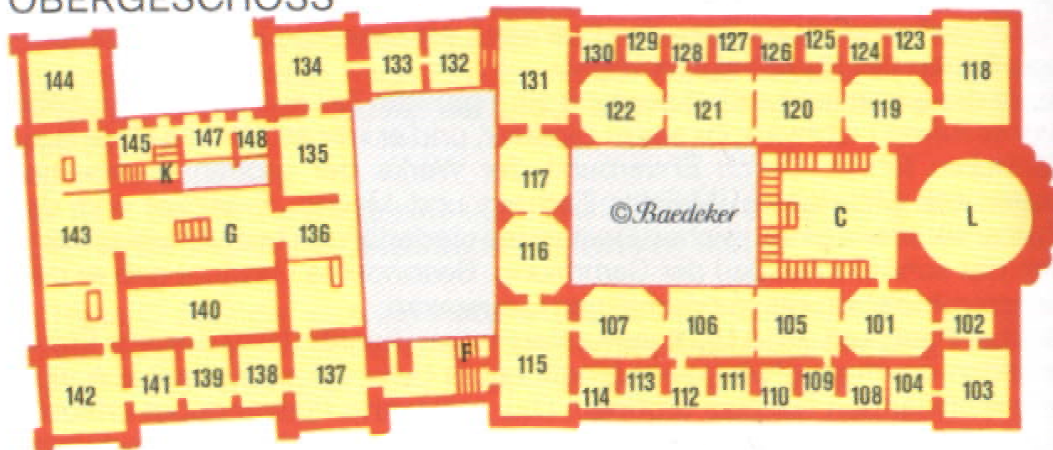 OBERGESCHOSS
144 134 133 132 131 130 129 128 127 126 125 124 123 118
122 121 120 119
145 147 148 135
K
117
143 G 136 116 ©Baedeker C L
140
107 106 105 101 102
142 141 139 138 137 F 115
114 113 112 111 110 109 108 104 103